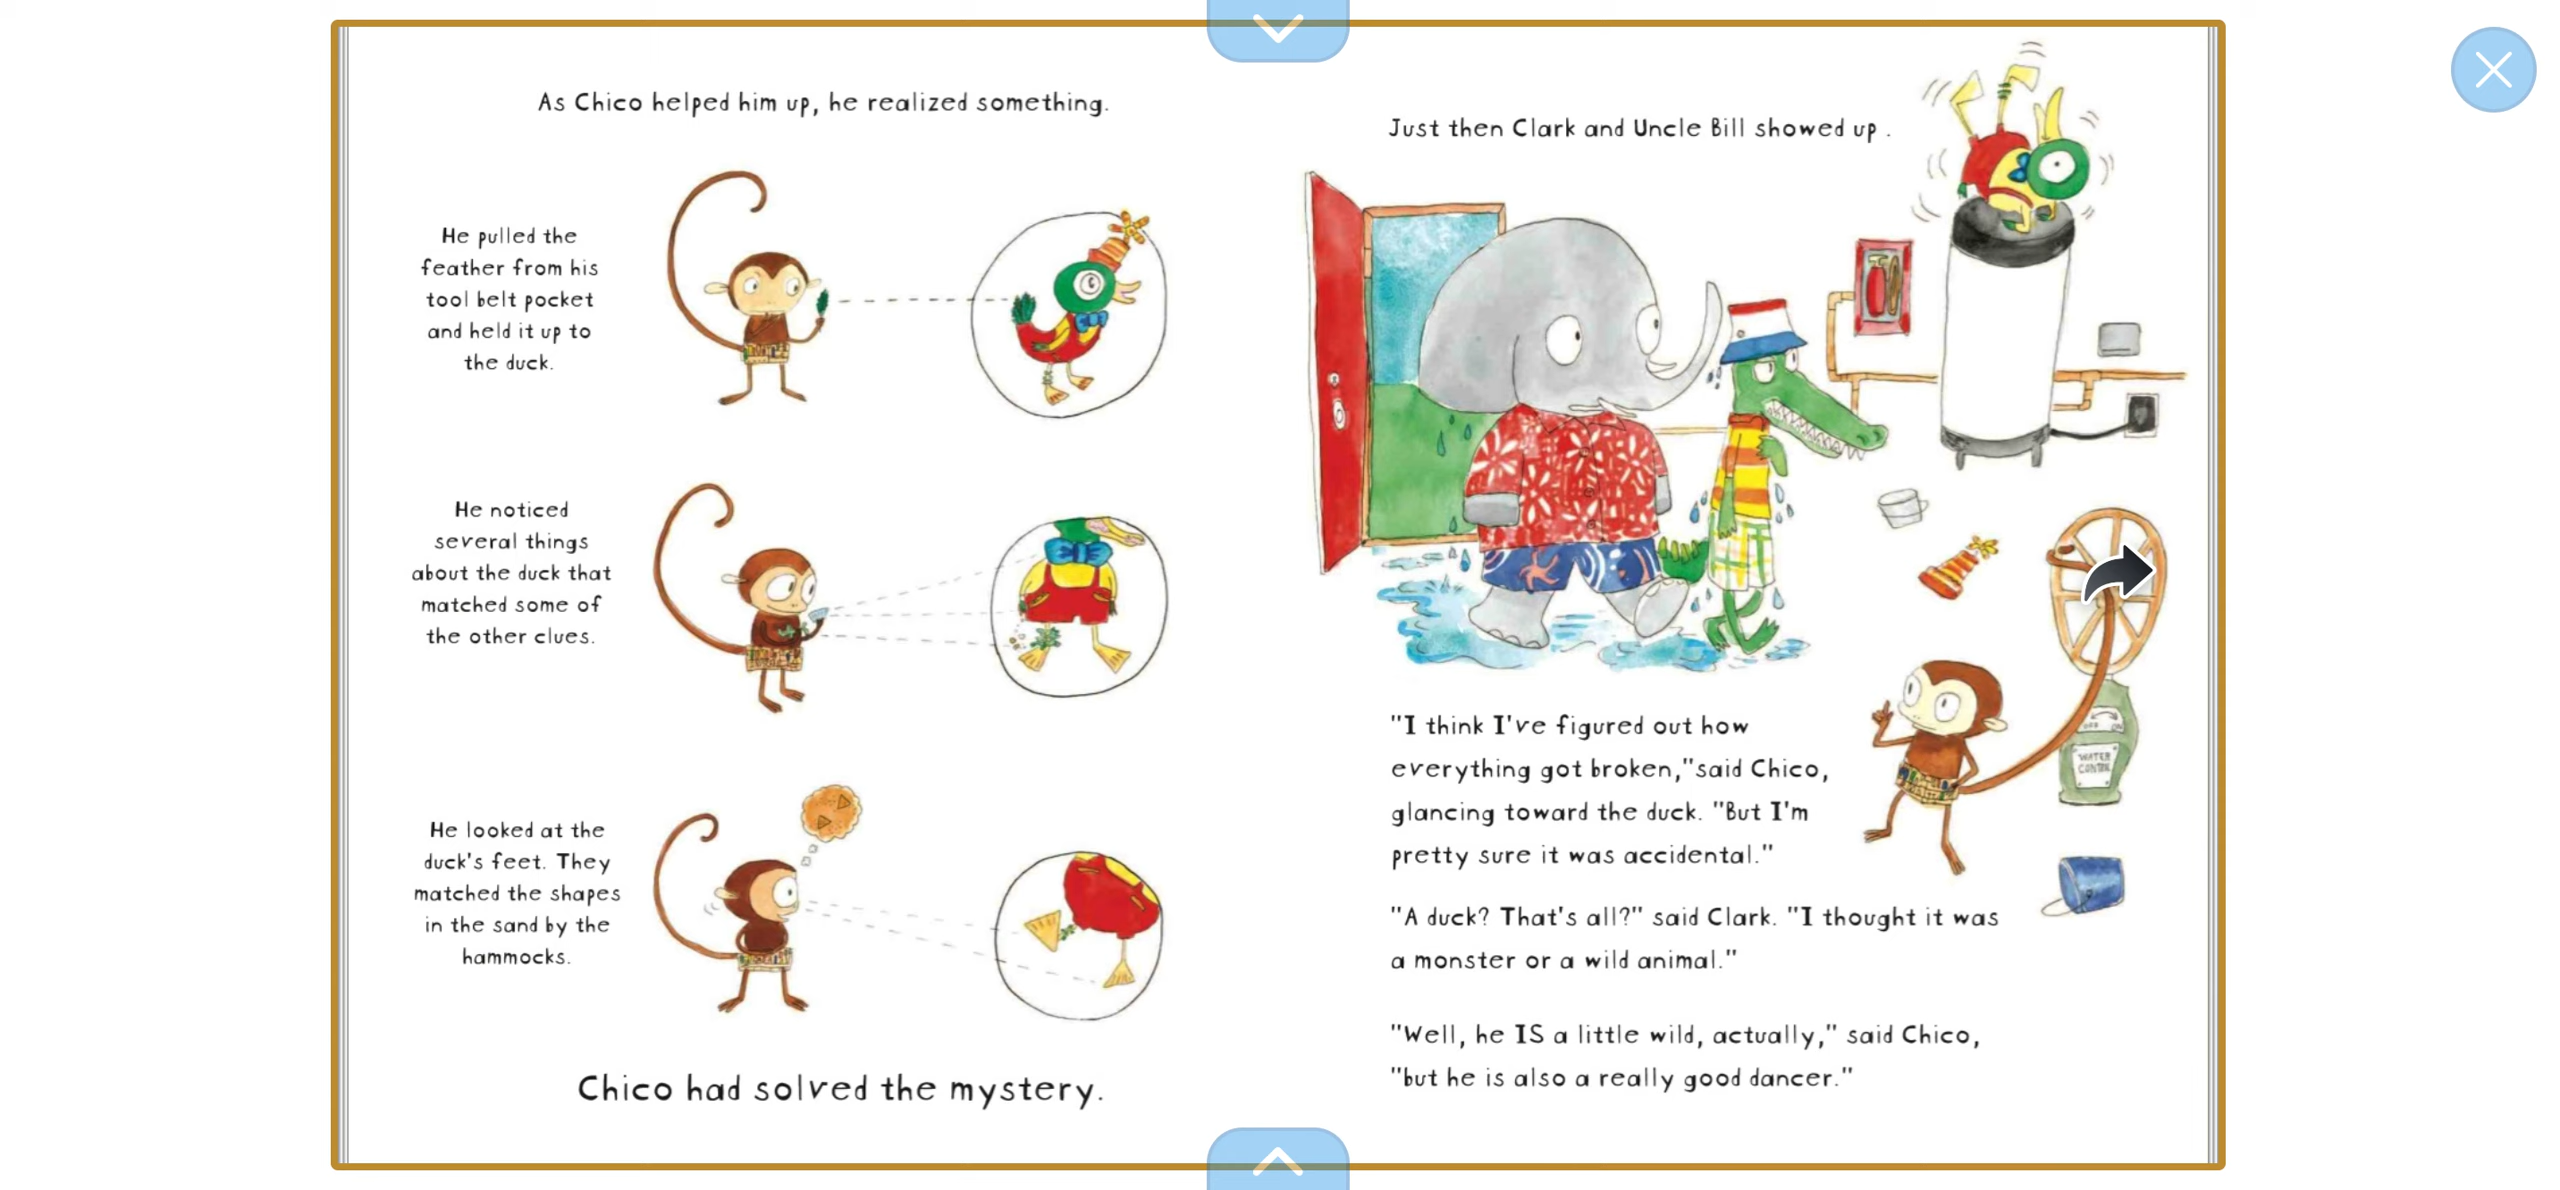 As Chico helped him up, he realized something.
He pulled the
feather from his
tool belt pocket
and held it up to
the duck.
He noticed
several things
about the duck that
matched some of
the other clues.
He looked at the
duck's feet. They
matched the shapes
in the sand by the
hammocks.
Chico had solved the mystery.
Just then Clark and Uncle Bill showed up .
WATER
"I think I've figured out how
everything got broken,"said Chico,
glancing toward the duck. "But I'm
pretty sure it was accidental."
"A duck? That's all?" said Clark. "I thought it was
a monster or a wild animal."
"Well, he IS a little wild, actually," said Chico,
"but he is also a really good dancer."